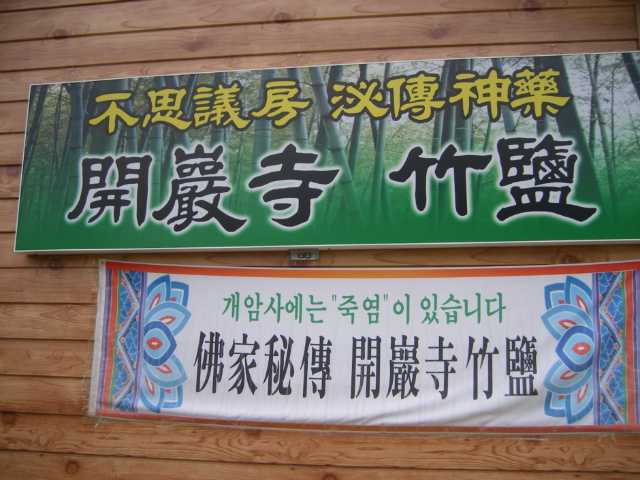 不思議房 泌傳神藥
開巖寺 竹鹽
개암사에는 "죽염"이 있습니다
佛家秘傳 開巖寺竹鹽